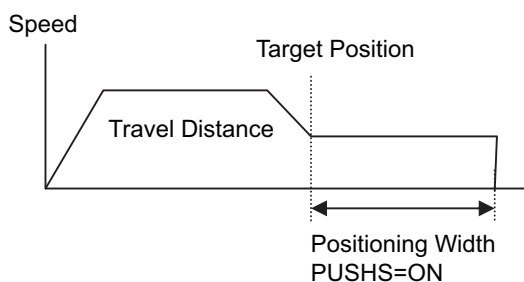 Speed
Target Position
Travel Distance
Positioning Width
PUSHS=ON